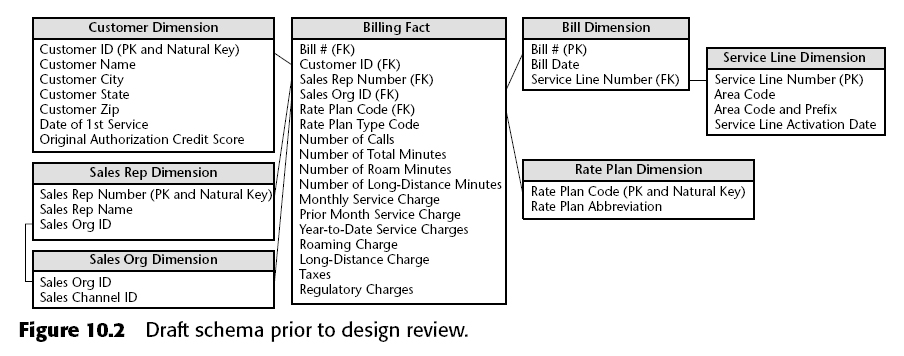 Customer Dimension
Customer ID (PK and Natural Key)
Customer Name
Customer City
Customer State
Customer Zip
Date of 1st Service
Original Authorization Credit Score
Sales Rep Dimension
Sales Rep Number (PK and Natural Key)
Sales Rep Name
Sales Org ID
Sales Org Dimension
Sales Org ID
Sales Channel ID
Billing Fact
Bill # (FK)
Customer ID (FK)
Sales Rep Number (FK)
Sales Org ID (FK)
Rate Plan Code (FK)
Rate Plan Type Code
Number of Calls
Number of Total Minutes
Number of Roam Minutes
Number of Long-Distance Minutes
Monthly Service Charge
Prior Month Service Charge
Year-to-Date Service Charges
Roaming Charge
Long-Distance Charge
Taxes
Regulatory Charges
Bill Dimension
Bill # (PK)
Bill Date
Service Line Number (FK)
Service Line Dimension
Service Line Number (PK)
Area Code
Area Code and Prefix
Service Line Activation Date
Rate Plan Dimension
Rate Plan Code (PK and Natural Key)
Rate Plan Abbreviation
Figure 10.2 Draft schema prior to design review.